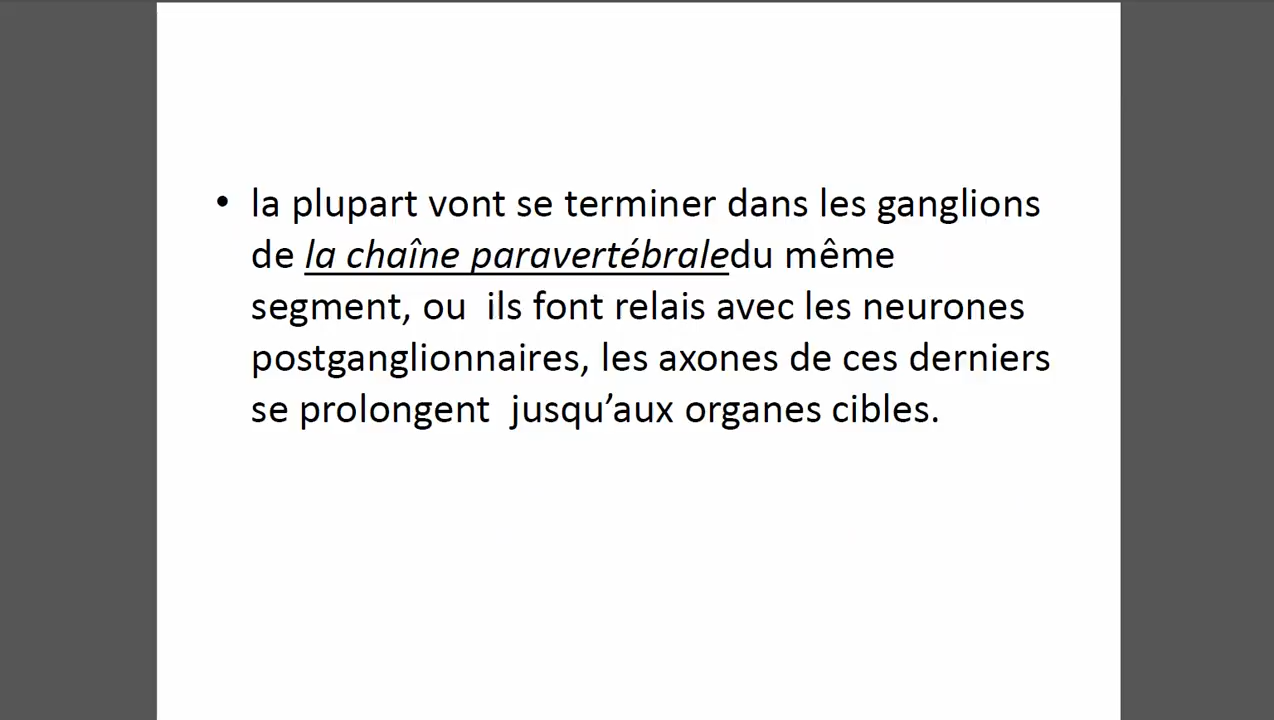 • la plupart vont se terminer dans les ganglions
de la chaîne paravertébraledu même
segment, ou  ils font relais avec les neurones
postganglionnaires, les axones de ces derniers
se prolongent  jusqu’aux organes cibles.